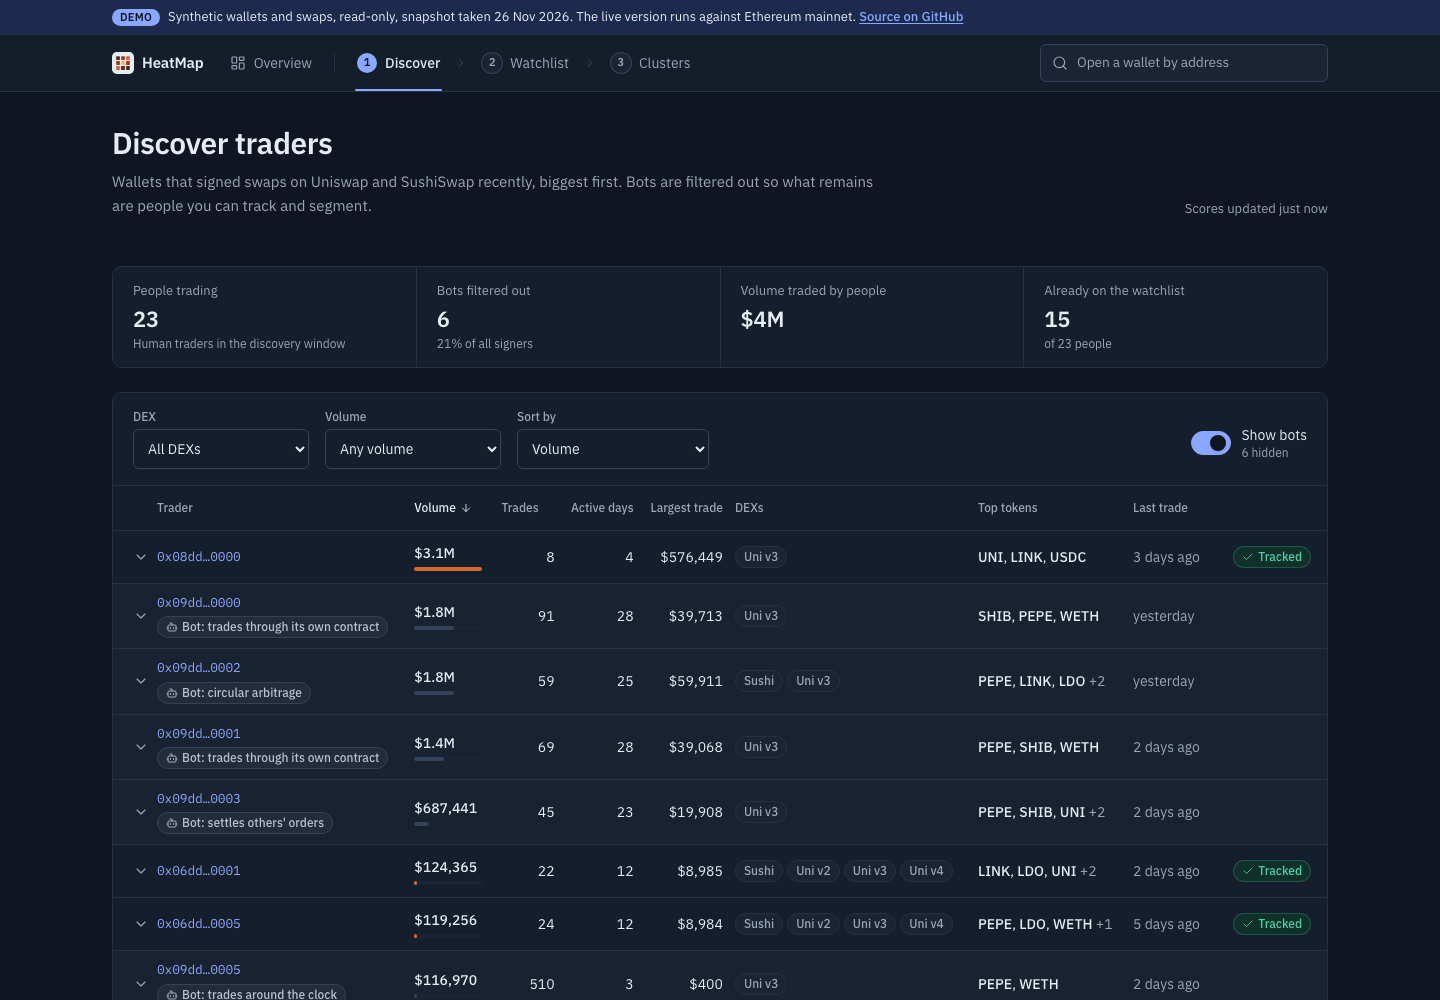 DEMO Synthetic wallets and swaps, read-only, snapshot taken 26 Nov 2026. The live version runs against Ethereum mainnet. Source on GitHub
HeatMap Overview 1 Discover 2 Watchlist 3 Clusters Open a wallet by address
Discover traders
Wallets that signed swaps on Uniswap and SushiSwap recently, biggest first. Bots are filtered out so what remains
are people you can track and segment.
Scores updated just now
People trading
23
Human traders in the discovery window
Bots filtered out
6
21% of all signers
Volume traded by people
$4M
Already on the watchlist
15
of 23 people
DEX Volume Sort by
All DEXs Any volume Volume
Show bots
6 hidden
Trader Volume ↓ Trades Active days Largest trade DEXs Top tokens Last trade
0x08dd…0000 $3.1M 8 4 $576,449 Uni v3 UNI, LINK, USDC 3 days ago Tracked
0x09dd…0000
Bot: trades through its own contract
$1.8M 91 28 $39,713 Uni v3 SHIB, PEPE, WETH yesterday
0x09dd…0002
Bot: circular arbitrage
$1.8M 59 25 $59,911 Sushi Uni v3 PEPE, LINK, LDO +2 yesterday
0x09dd…0001
Bot: trades through its own contract
$1.4M 69 28 $39,068 Uni v3 PEPE, SHIB, WETH 2 days ago
0x09dd…0003
Bot: settles others' orders
$687,441 45 23 $19,908 Uni v3 PEPE, SHIB, UNI +2 2 days ago
0x06dd…0001 $124,365 22 12 $8,985 Sushi Uni v2 Uni v3 Uni v4 LINK, LDO, UNI +2 2 days ago Tracked
0x06dd…0005 $119,256 24 12 $8,984 Sushi Uni v2 Uni v3 Uni v4 PEPE, LDO, WETH +1 5 days ago Tracked
0x09dd…0005
Bot: trades around the clock
$116,970 510 3 $400 Uni v3 PEPE, WETH 2 days ago